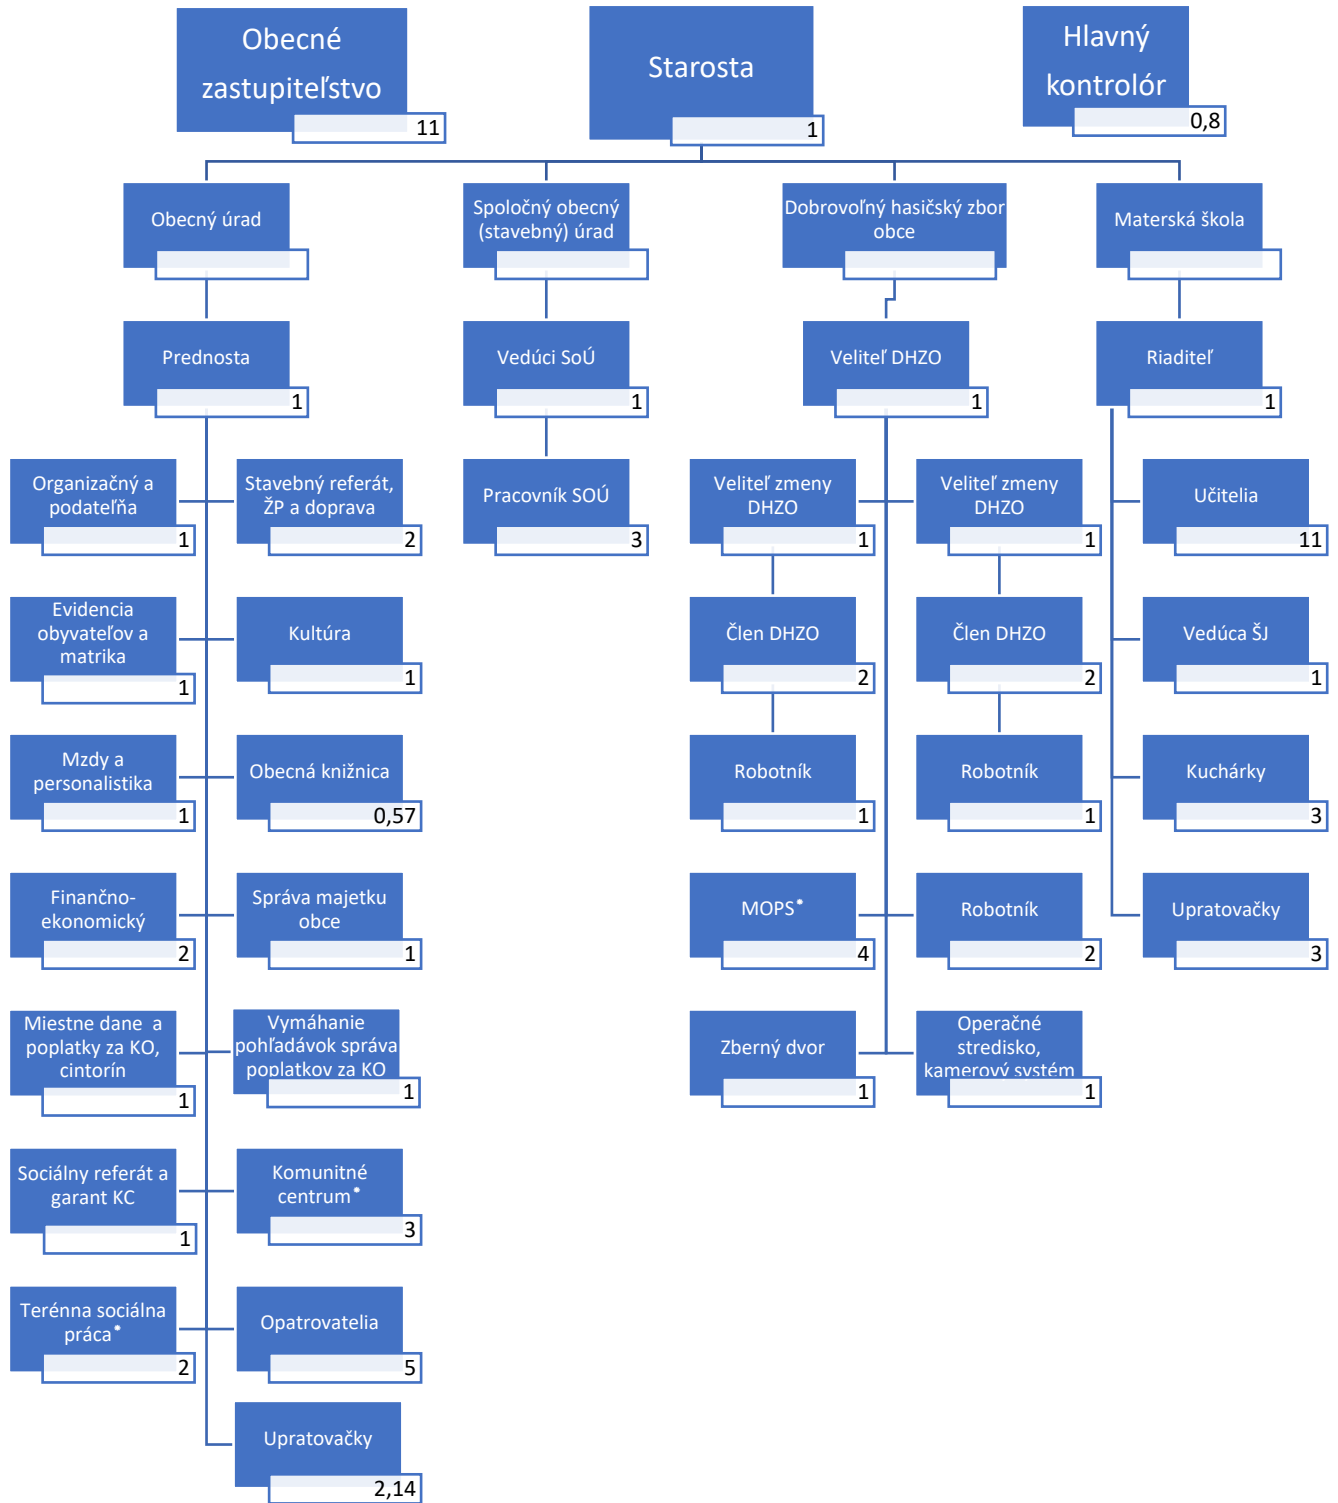 Obecné
zastupiteľstvo
11
Starosta
1
Hlavný
kontrolór
0,8
Obecný úrad
Spoločný obecný
(stavebný) úrad
Dobrovoľný hasičský zbor
obce
Materská škola
Prednosta
1
Vedúci SoÚ
1
Veliteľ DHZO
1
Riaditeľ
1
Organizačný a
podateľňa
1
Stavebný referát,
ŽP a doprava
2
Pracovník SOÚ
3
Veliteľ zmeny
DHZO
1
Veliteľ zmeny
DHZO
1
Učitelia
11
Evidencia
obyvateľov a
matrika
1
Kultúra
1
Člen DHZO
2
Člen DHZO
2
Vedúca ŠJ
1
Mzdy a
personalistika
1
Obecná knižnica
0,57
Robotník
1
Robotník
1
Kuchárky
3
Finančno-
ekonomický
2
Správa majetku
obce
1
MOPS*
4
Robotník
2
Upratovačky
3
Miestne dane a
poplatky za KO,
cintorín
1
Vymáhanie
pohľadávok správa
poplatkov za KO
1
Zberný dvor
1
Operačné
stredisko,
kamerový systém
1
Sociálny referát a
garant KC
1
Komunitné
centrum*
3
Terénna sociálna
práca*
2
Opatrovatelia
5
Upratovačky
2,14